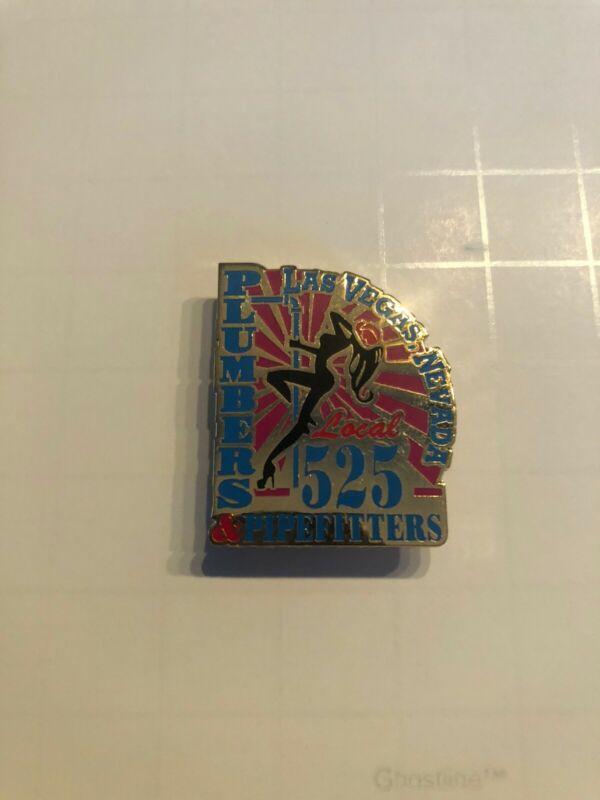 PLUMBERS
LAS VEGAS, NEVADA
Local
525
& PIPEFITTERS
Ghostline™